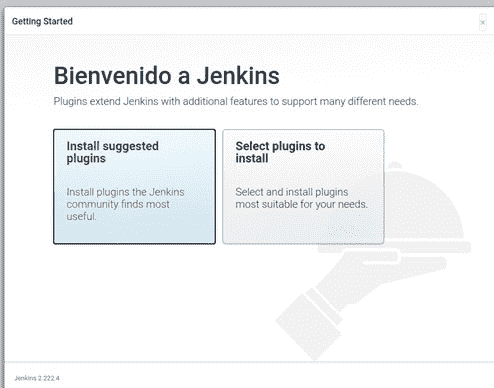 Getting Started
×
Bienvenido a Jenkins
Plugins extend Jenkins with additional features to support many different needs.
Install suggested
plugins
Install plugins the Jenkins
community finds most
useful.
Select plugins to
install
Select and install plugins
most suitable for your needs.
Jenkins 2.222.4